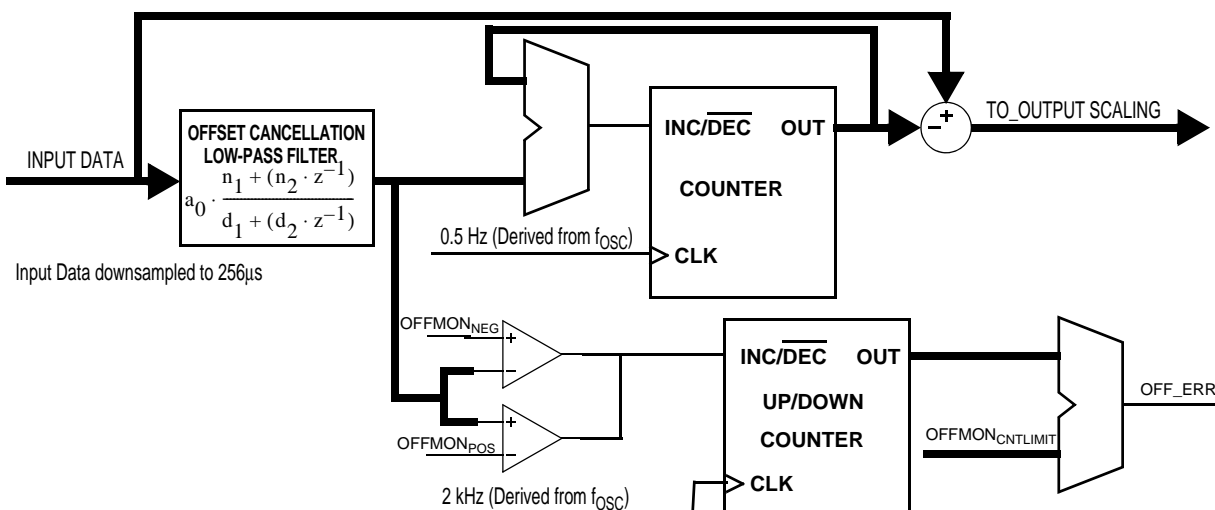 OFFSET CANCELLATION
LOW-PASS FILTER
a0 · n1 + (n2 · z−1)
d1 + (d2 · z−1)
INPUT DATA
Input Data downsampled to 256μs
INC/DEC OUT
COUNTER
CLK
0.5 Hz (Derived from fOSC)
− +
TO_OUTPUT SCALING
OFFMONNEG
+
−
+
−
OFFMONPOS
2 kHz (Derived from fOSC)
INC/DEC OUT
UP/DOWN
COUNTER
CLK
OFFMONCNTLIMIT
OFF_ERR